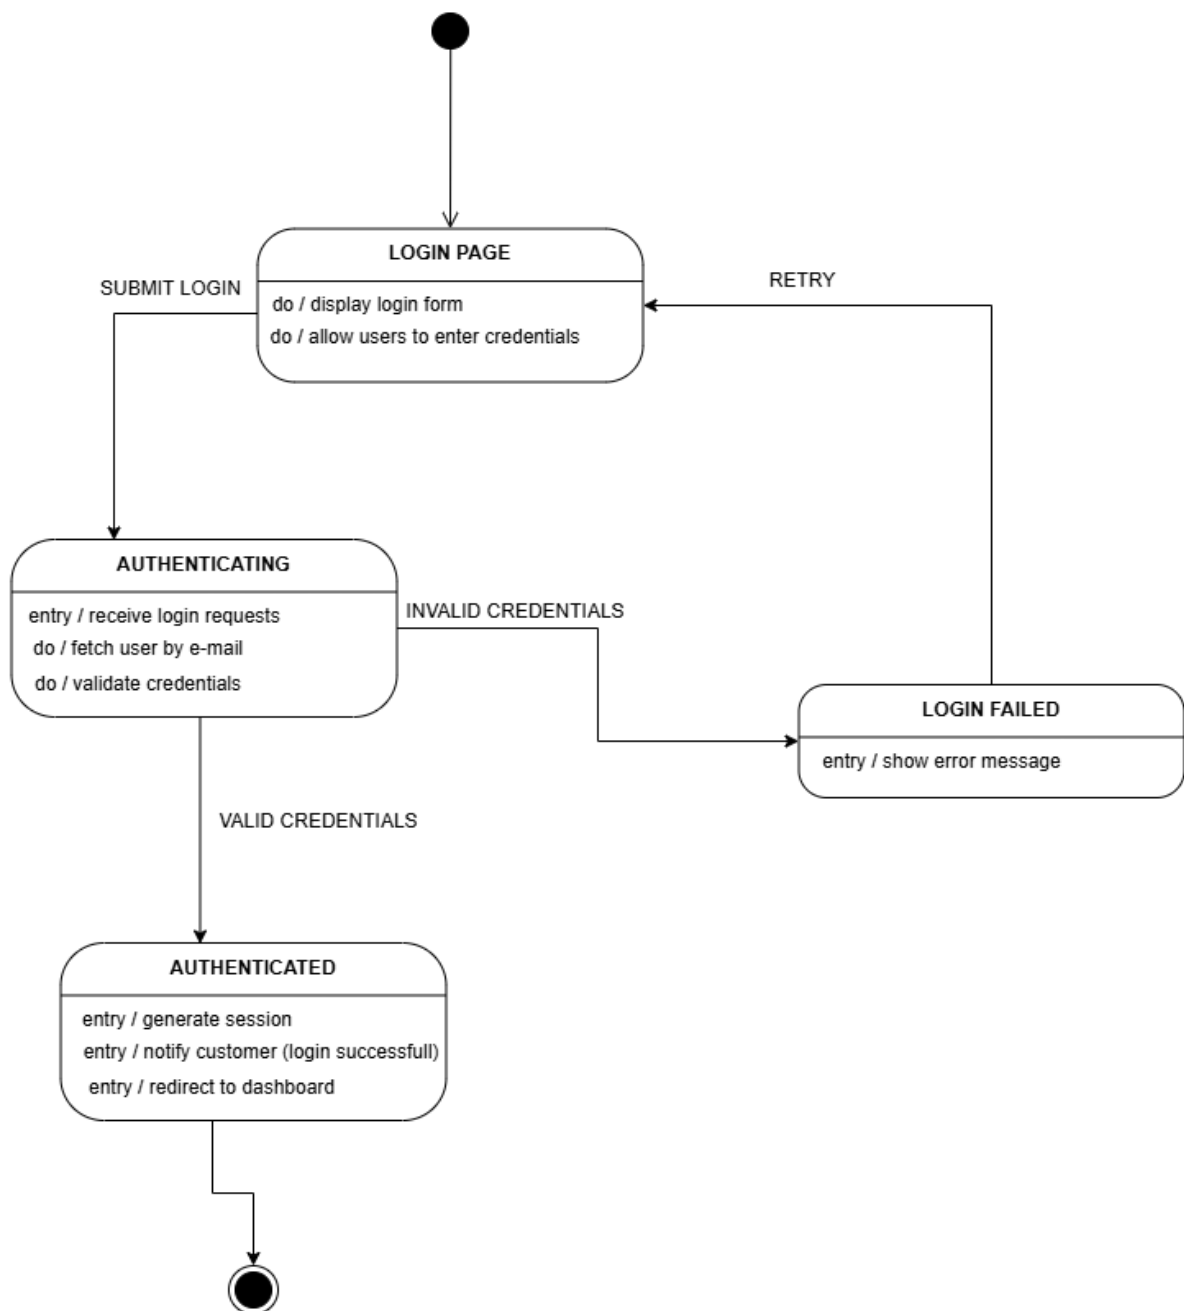 LOGIN PAGE
SUBMIT LOGIN
do / display login form
do / allow users to enter credentials
RETRY
AUTHENTICATING
entry / receive login requests
do / fetch user by e-mail
do / validate credentials
INVALID CREDENTIALS
LOGIN FAILED
entry / show error message
VALID CREDENTIALS
AUTHENTICATED
entry / generate session
entry / notify customer (login successfull)
entry / redirect to dashboard